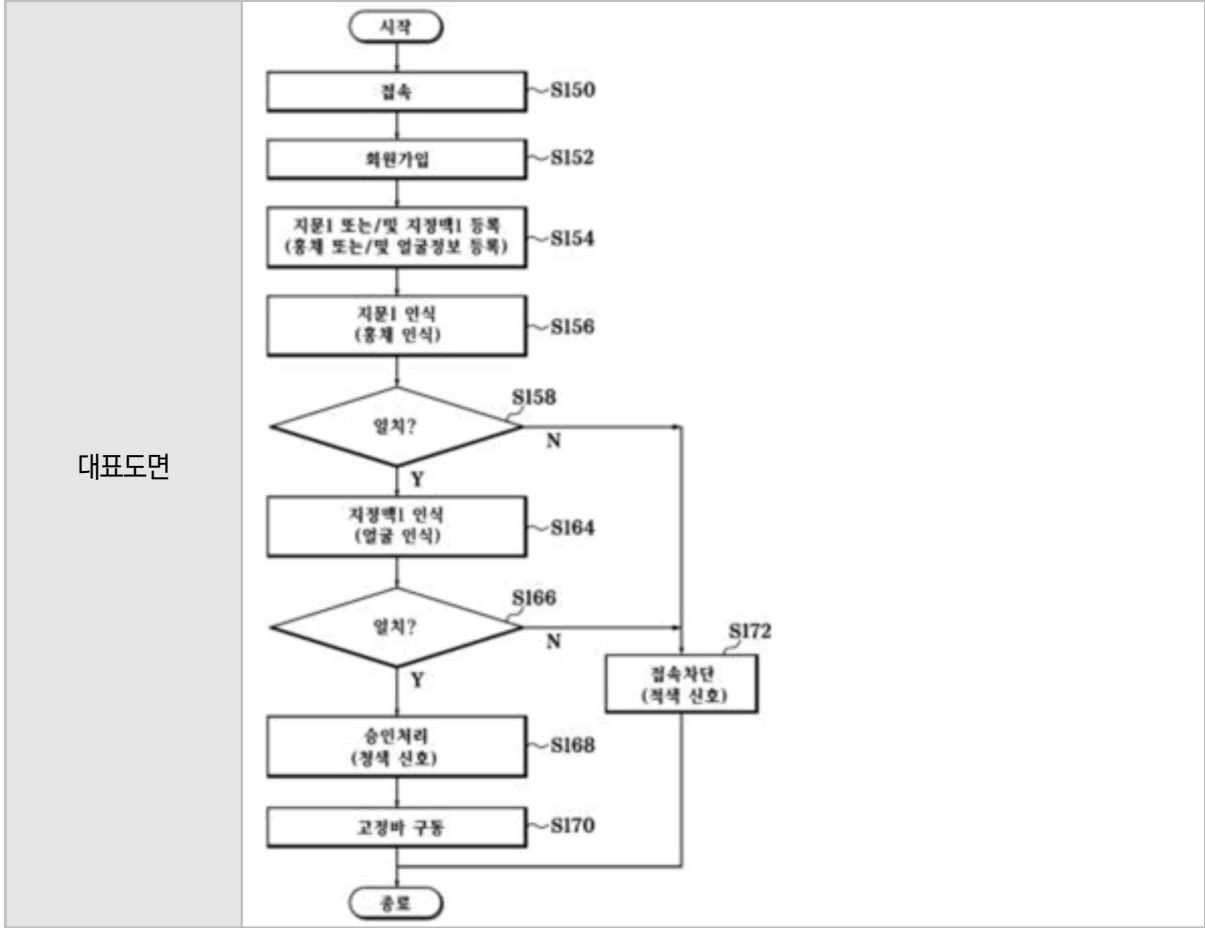 대표도면
시작
접속
S150
회원가입
S152
지문1 또는/및 지정맥1 등록
(홍채 또는/및 얼굴정보 등록)
S154
지문1 인식
(홍채 인식)
S156
일치?
S158
N
Y
지정맥1 인식
(얼굴 인식)
S164
일치?
S166
N
Y
접속차단
(적색 신호)
S172
승인처리
(청색 신호)
S168
고정바 구동
S170
종료